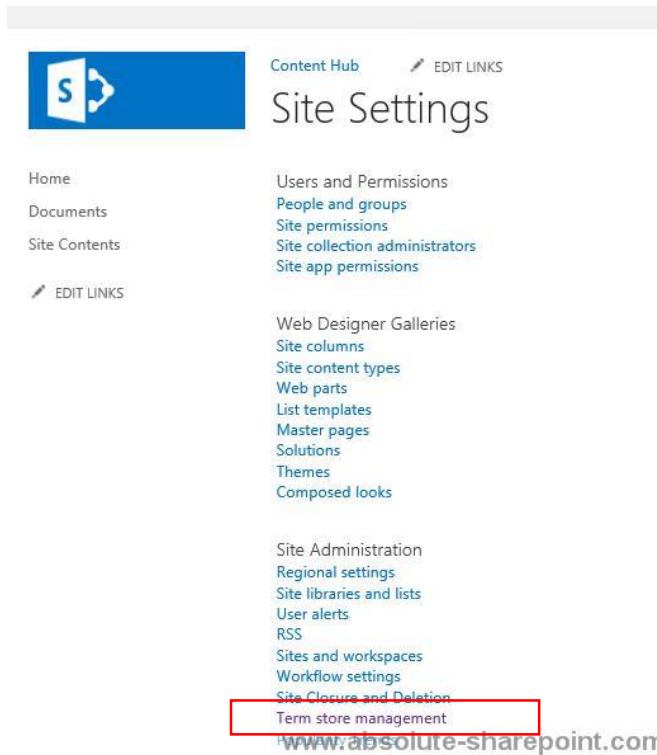 S
Content Hub
EDIT LINKS
Site Settings
Home
Documents
Site Contents
EDIT LINKS
Users and Permissions
People and groups
Site permissions
Site collection administrators
Site app permissions
Web Designer Galleries
Site columns
Site content types
Web parts
List templates
Master pages
Solutions
Themes
Composed looks
Site Administration
Regional settings
Site libraries and lists
User alerts
RSS
Sites and workspaces
Workflow settings
Site Closure and Deletion
Term store management
www.absolute-sharepoint.com